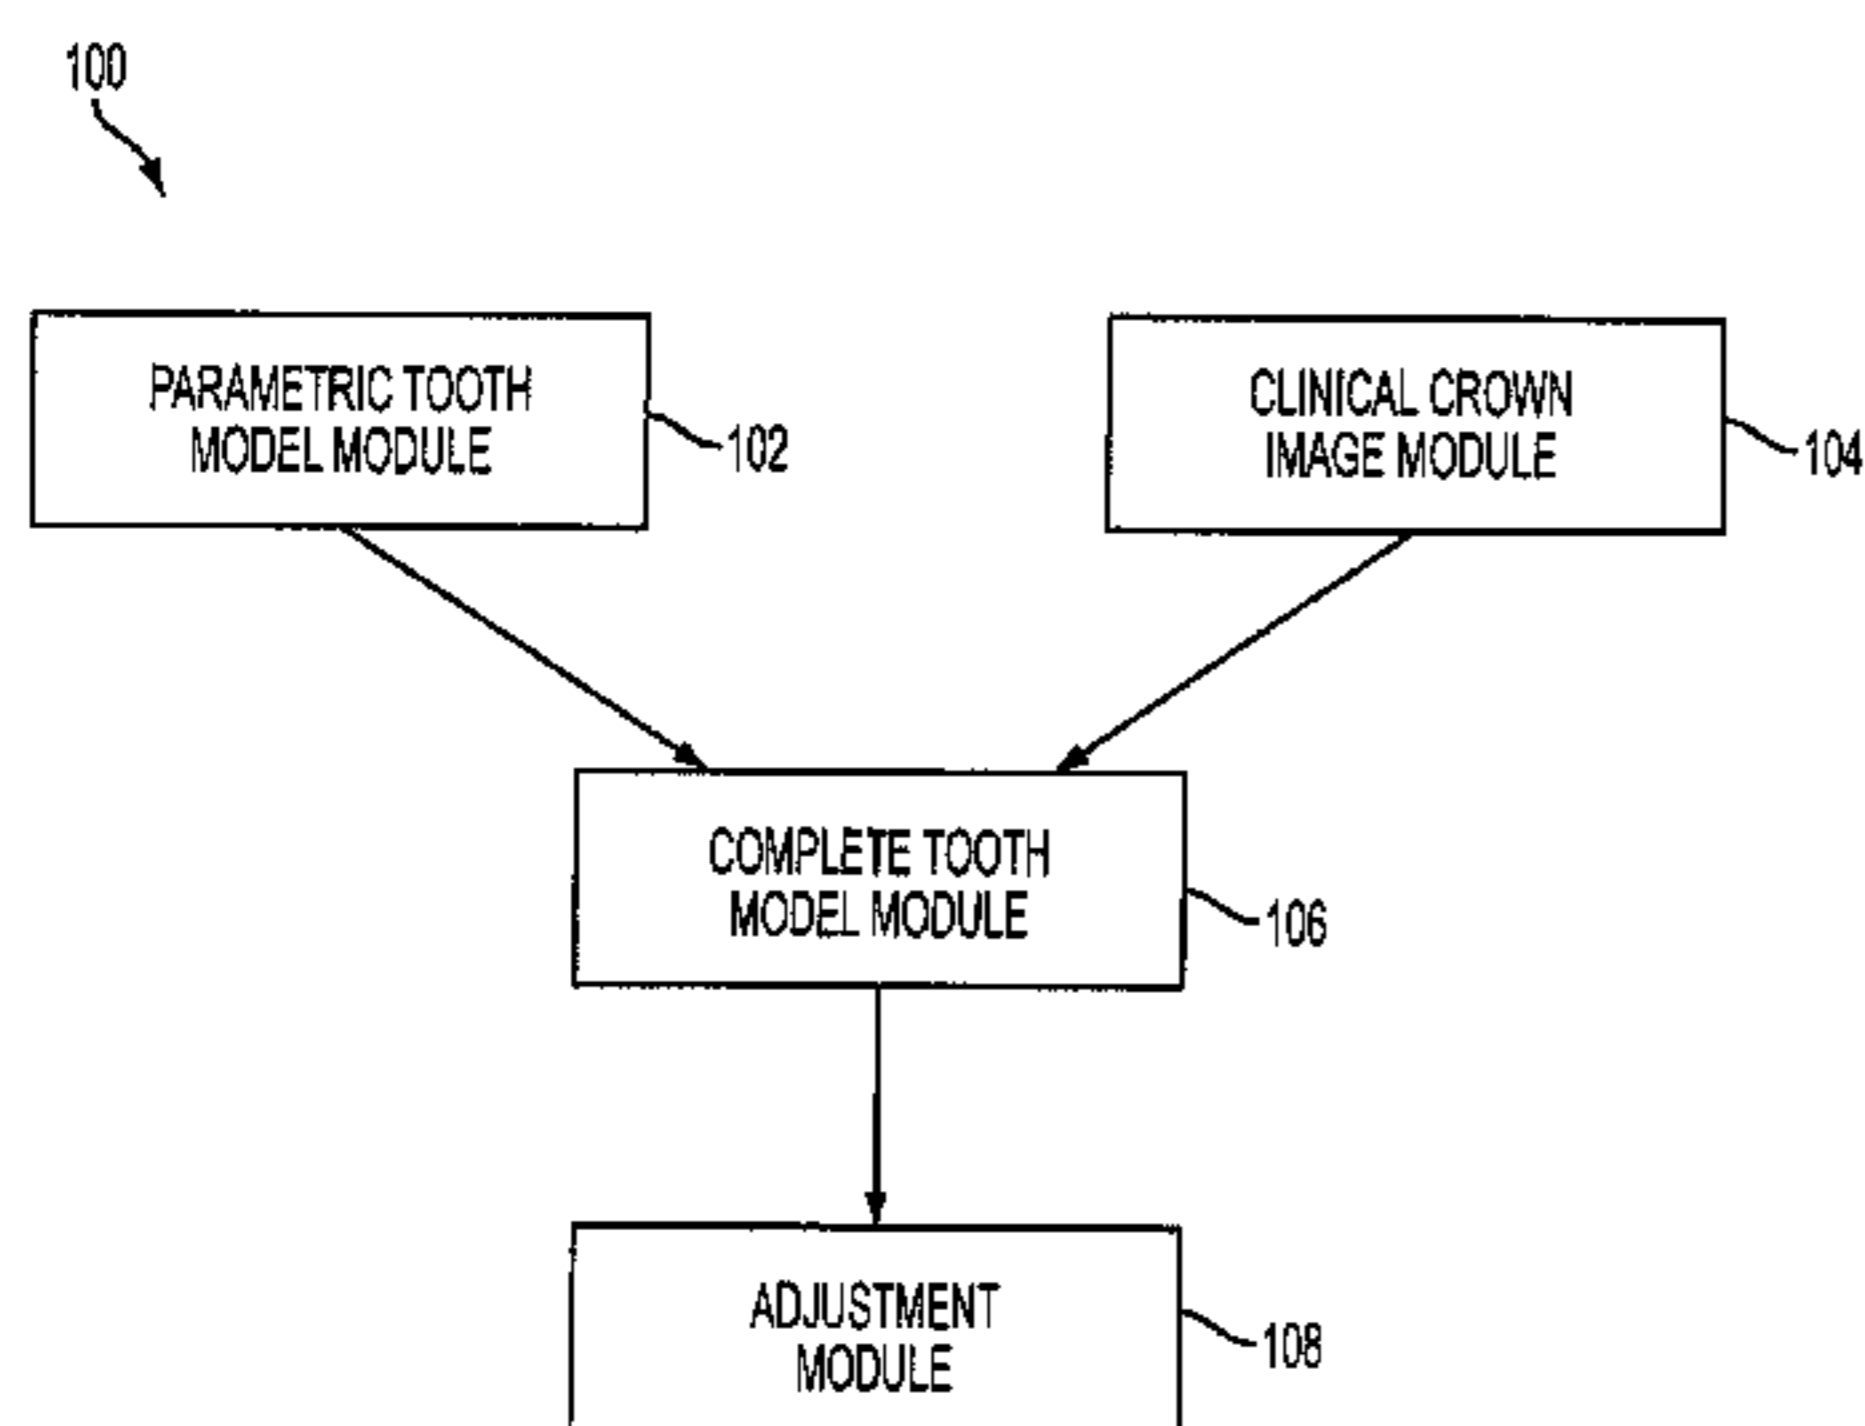 100
PARAMETRIC TOOTH
MODEL MODULE
102
CLINICAL CROWN
IMAGE MODULE
104
COMPLETE TOOTH
MODEL MODULE
106
ADJUSTMENT
MODULE
108